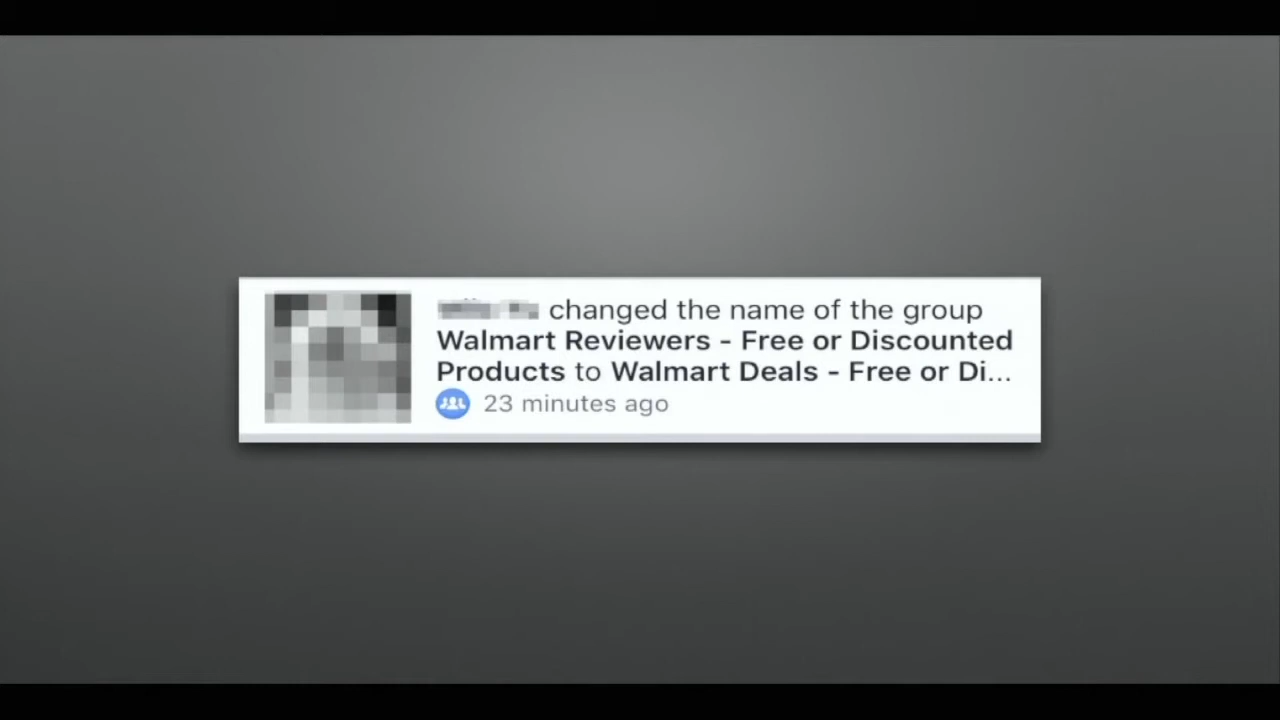 changed the name of the group
Walmart Reviewers - Free or Discounted
Products to Walmart Deals - Free or Di...
23 minutes ago